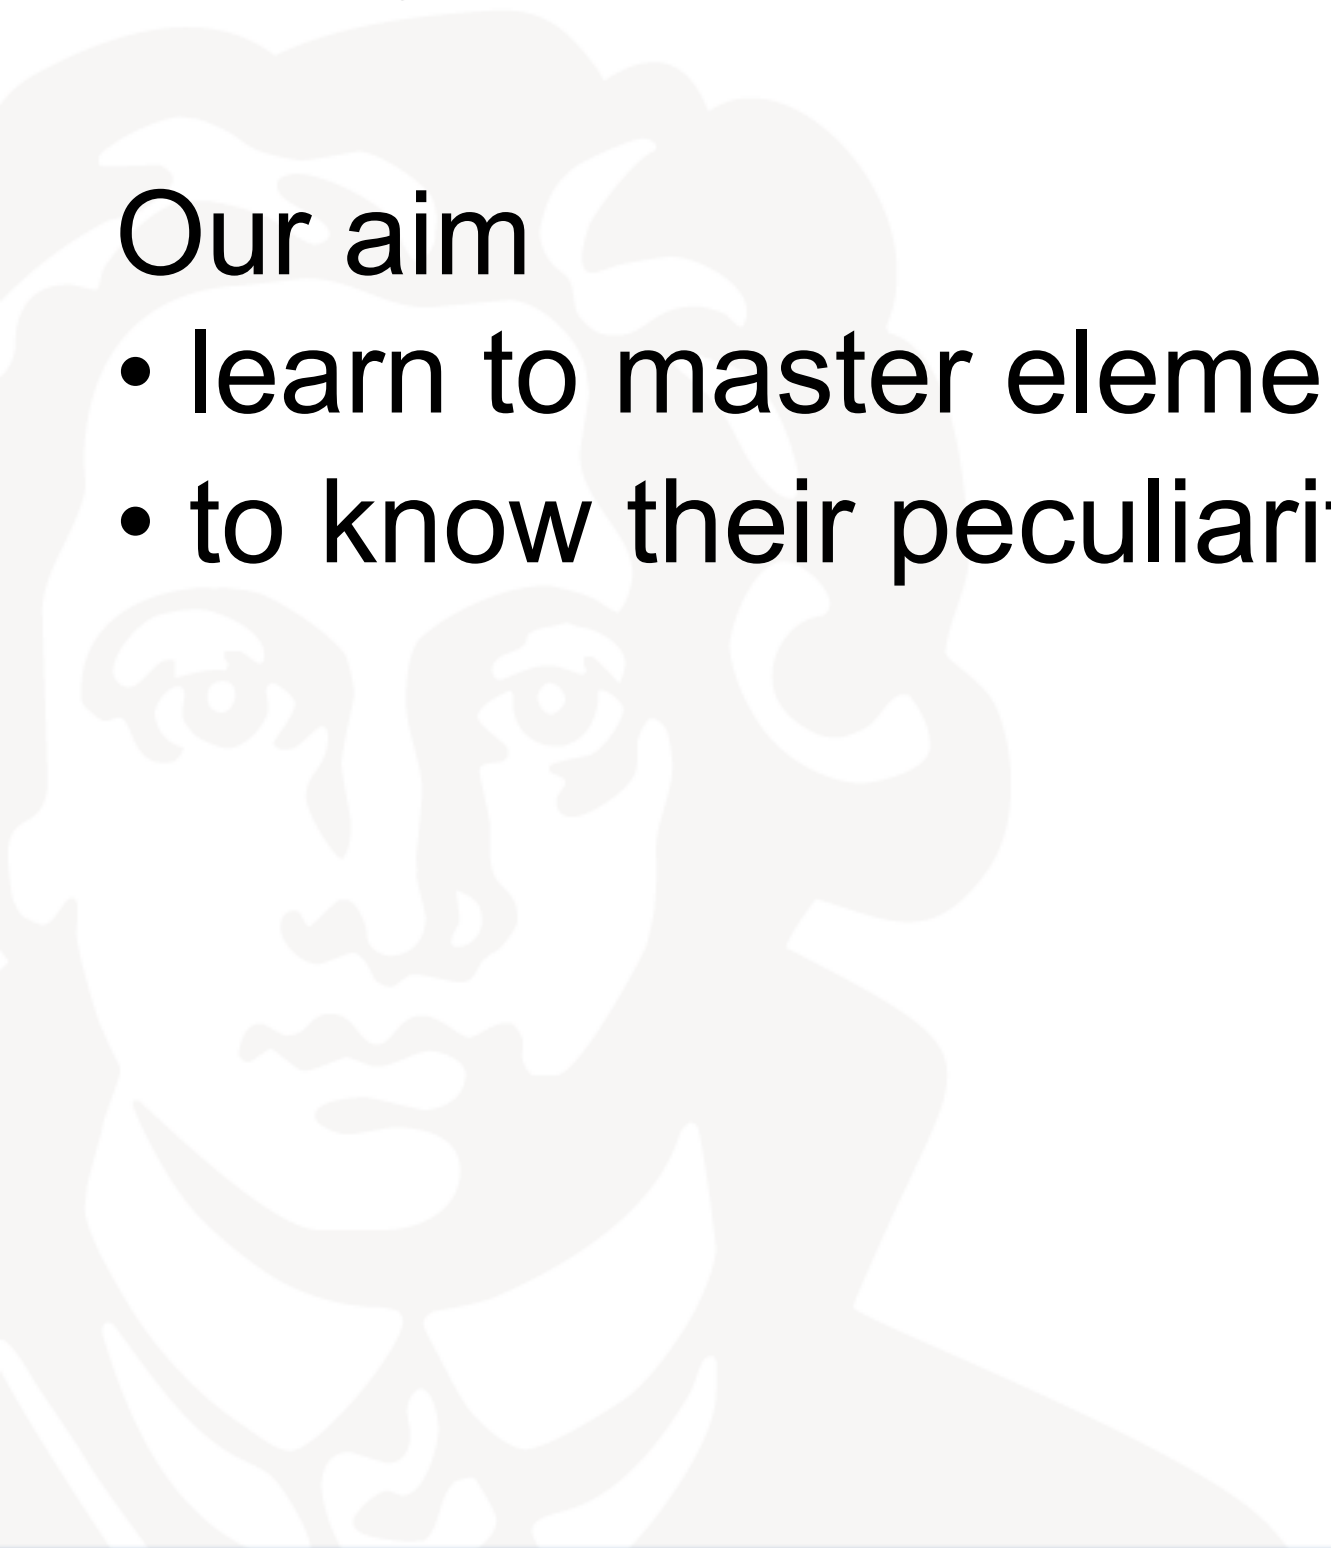 Our aim
• learn to master eleme
• to know their peculiari